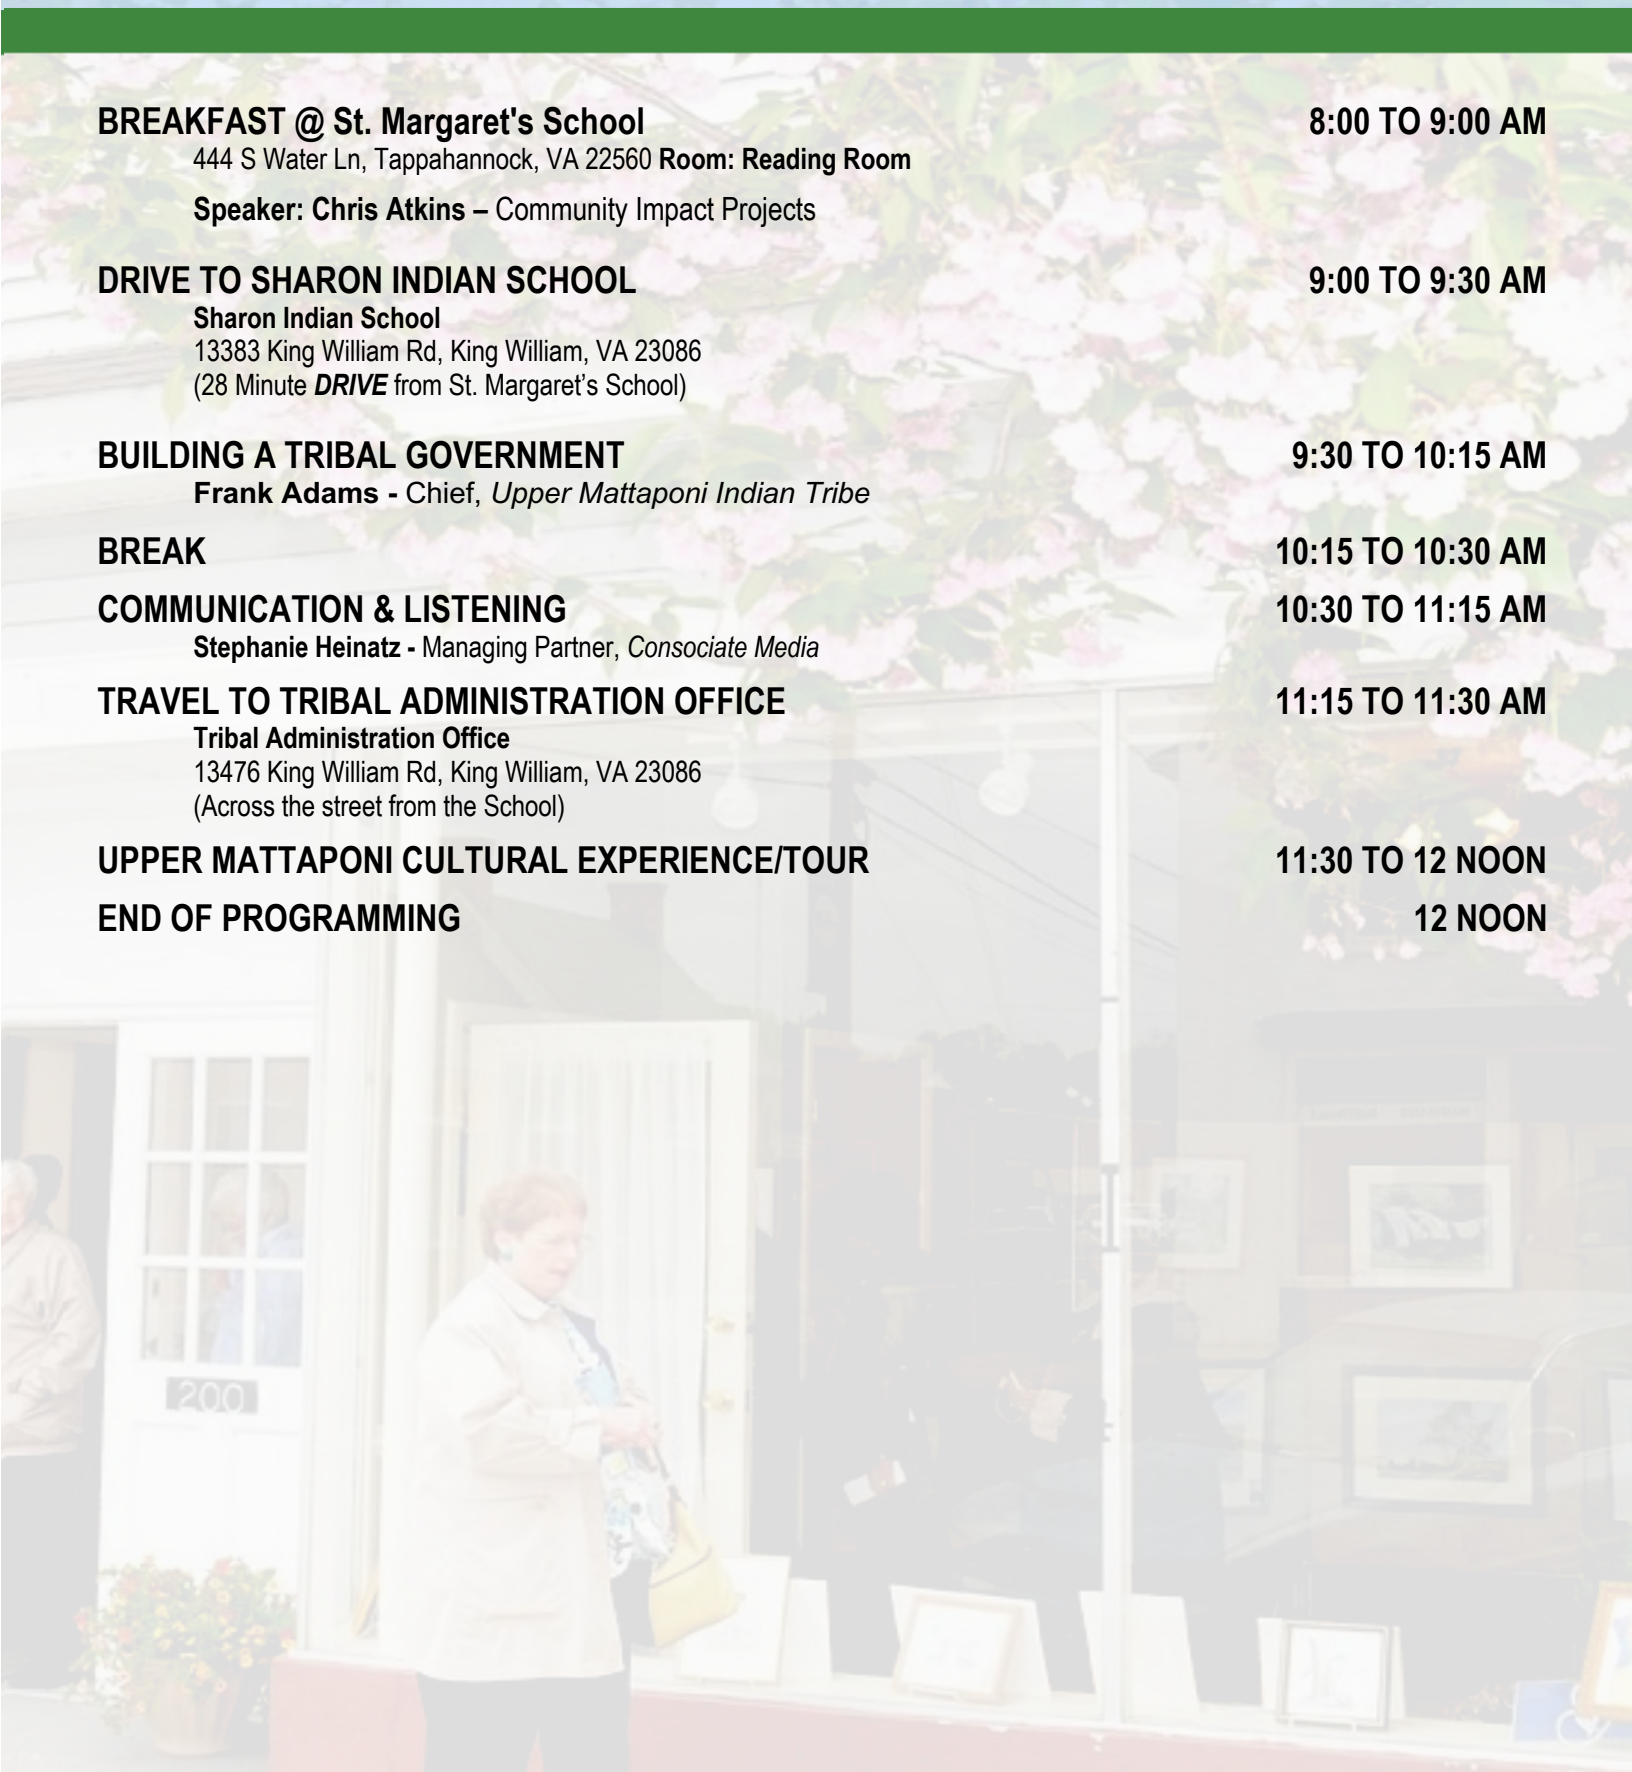 BREAKFAST @ St. Margaret's School 8:00 TO 9:00 AM
444 S Water Ln, Tappahannock, VA 22560 Room: Reading Room
Speaker: Chris Atkins – Community Impact Projects
DRIVE TO SHARON INDIAN SCHOOL 9:00 TO 9:30 AM
Sharon Indian School
13383 King William Rd, King William, VA 23086
(28 Minute DRIVE from St. Margaret’s School)
BUILDING A TRIBAL GOVERNMENT 9:30 TO 10:15 AM
Frank Adams - Chief, Upper Mattaponi Indian Tribe
BREAK 10:15 TO 10:30 AM
COMMUNICATION & LISTENING 10:30 TO 11:15 AM
Stephanie Heinatz - Managing Partner, Consociate Media
TRAVEL TO TRIBAL ADMINISTRATION OFFICE 11:15 TO 11:30 AM
Tribal Administration Office
13476 King William Rd, King William, VA 23086
(Across the street from the School)
UPPER MATTAPONI CULTURAL EXPERIENCE/TOUR 11:30 TO 12 NOON
END OF PROGRAMMING 12 NOON
200